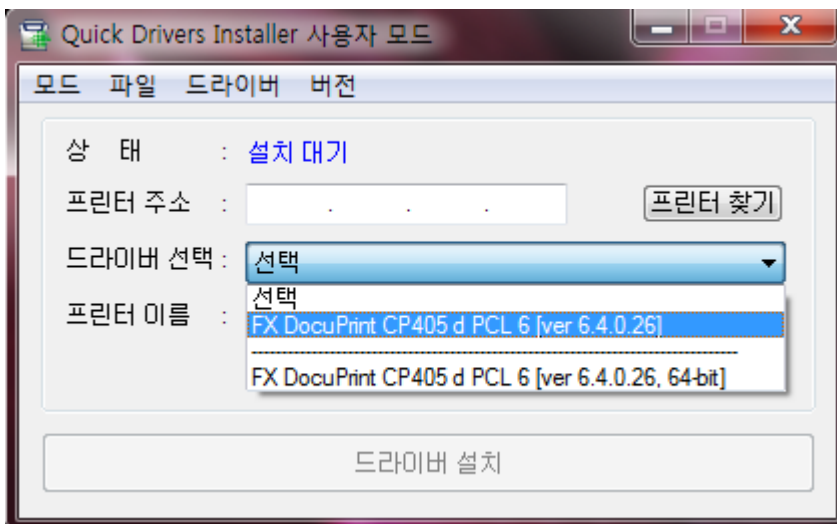 Quick Drivers Installer 사용자 모드
모드 파일 드라이버 버전
상 태 : 설치 대기
프린터 주소 : . . . 프린터 찾기
드라이버 선택 : 선택
선택
프린터 이름 :
FX DocuPrint CP405 d PCL 6 [ver 6.4.0.26]
--------------------------------------------------------------------------------
FX DocuPrint CP405 d PCL 6 [ver 6.4.0.26, 64-bit]
드라이버 설치